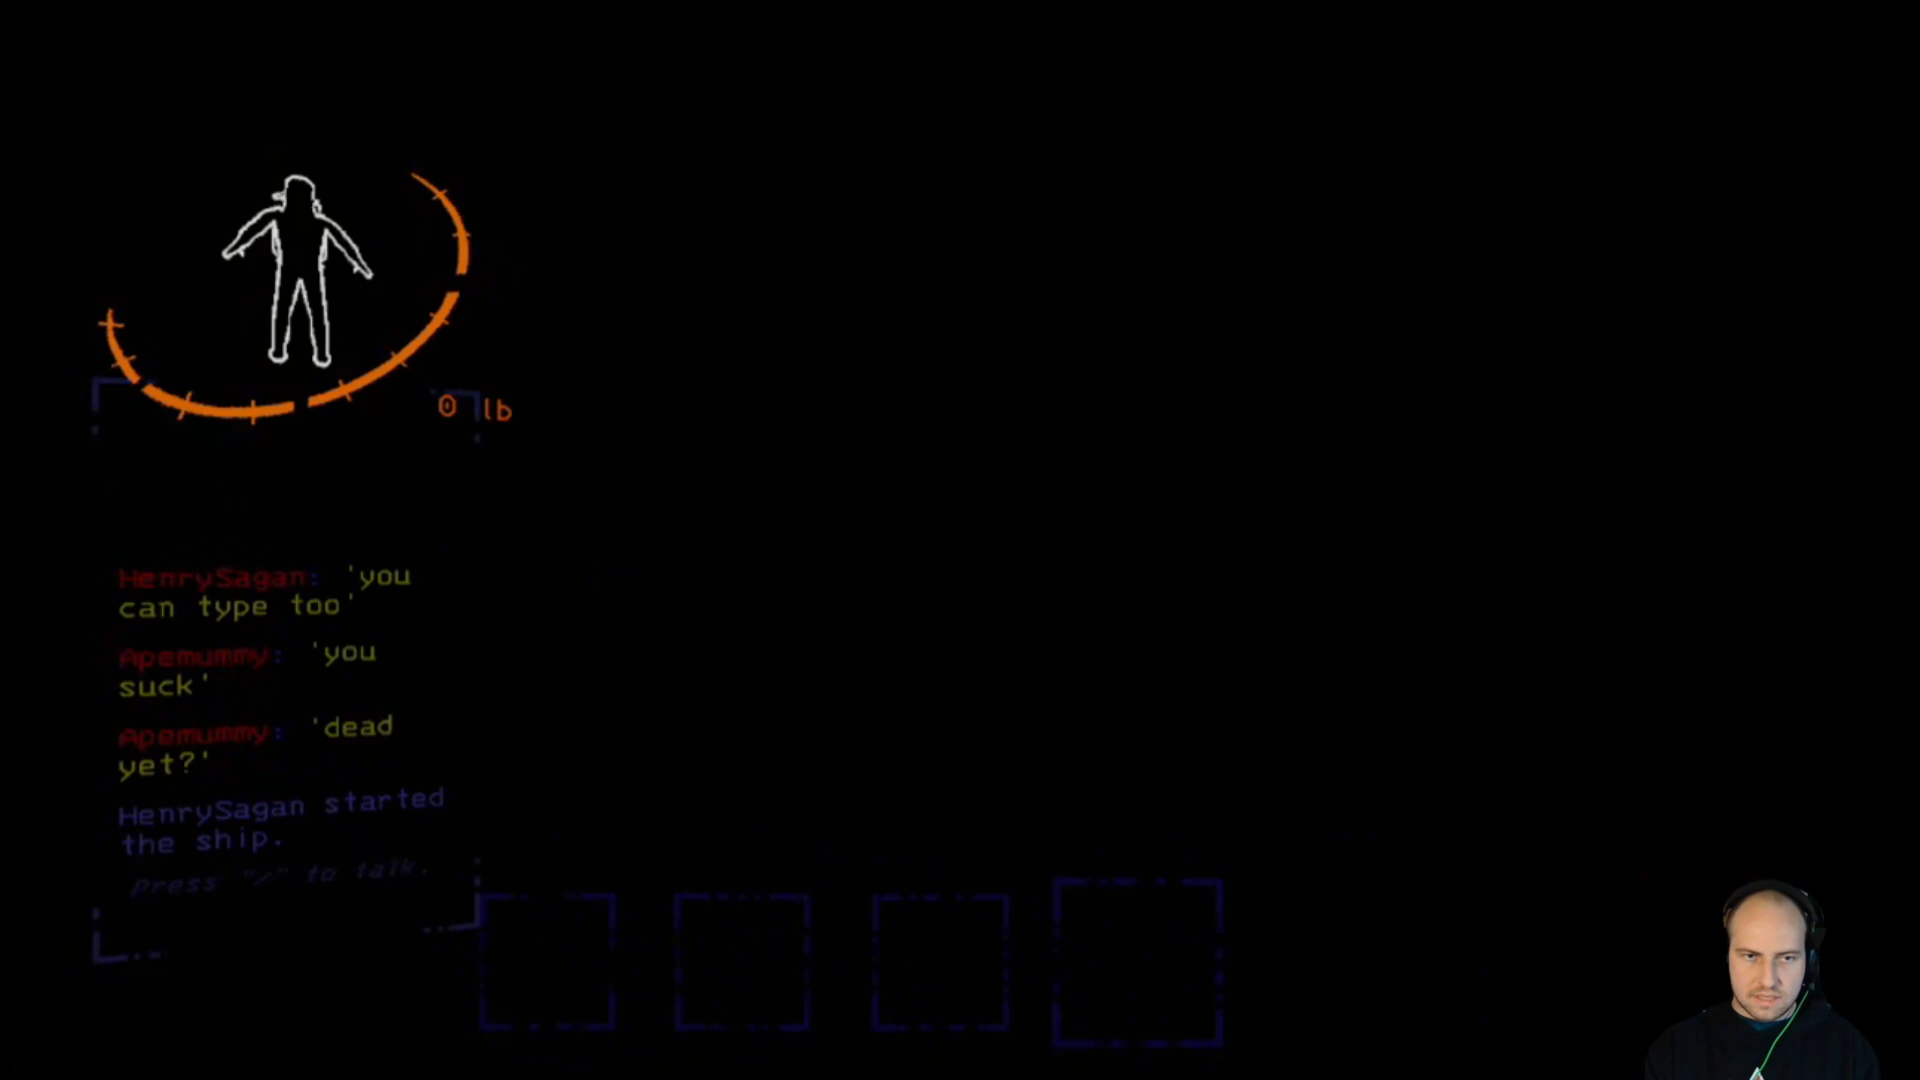 0 lb
HenrySagan: 'you
can type too'
Apemummy: 'you
suck'
Apemummy: 'dead
yet?'
HenrySagan started
the ship.
Press "/" to talk.